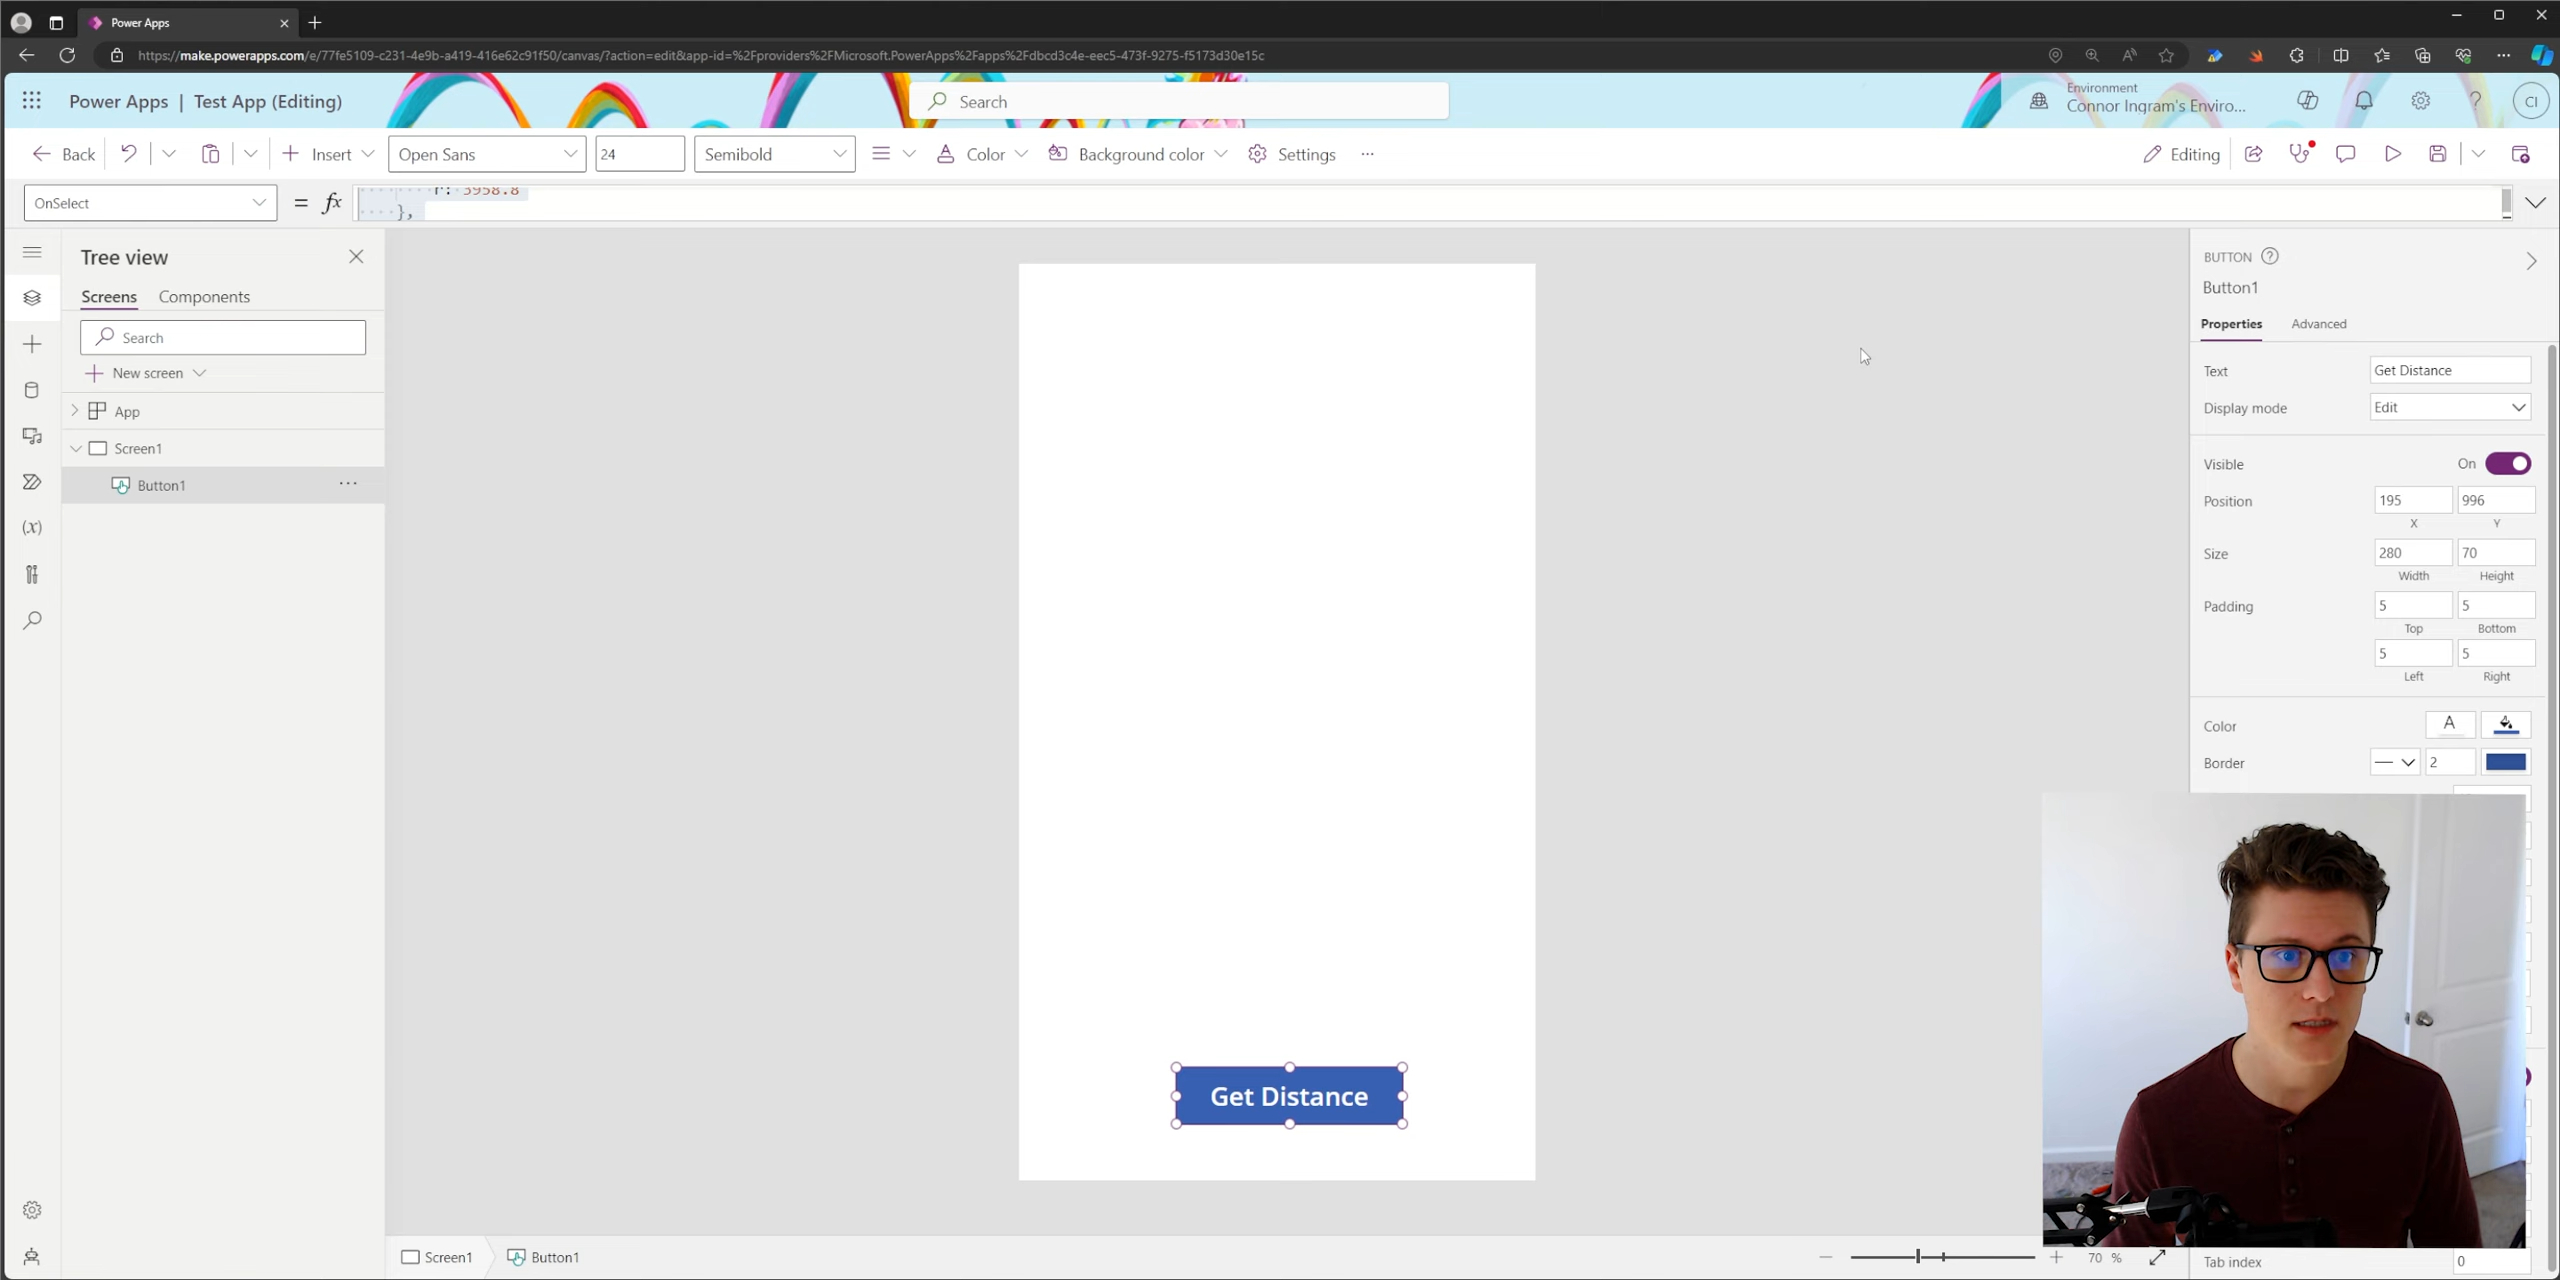 Power Apps
https://make.powerapps.com/e/77fe5109-c231-4e9b-a419-416e62c91f50/canvas/?action=edit&app-id=%2Fproviders%2FMicrosoft.PowerApps%2Fapps%2Fdbcd3c4e-eec5-473f-9275-f5173d30e15c
Power Apps | Test App (Editing)
Search
Environment
Connor Ingram's Enviro...
CI
Back
Insert
Open Sans
24
Semibold
Color
Background color
Settings
...
Editing
OnSelect
= fx
r: 3958.8
},
Tree view
Screens
Components
Search
New screen
App
Screen1
Button1
...
(x)
Get Distance
Screen1
Button1
70 %
BUTTON
Button1
Properties
Advanced
Text
Get Distance
Display mode
Edit
Visible
On
Position
195
996
X
Y
Size
280
70
Width
Height
Padding
5
5
Top
Bottom
5
5
Left
Right
Color
A
Border
2
Tab index
0